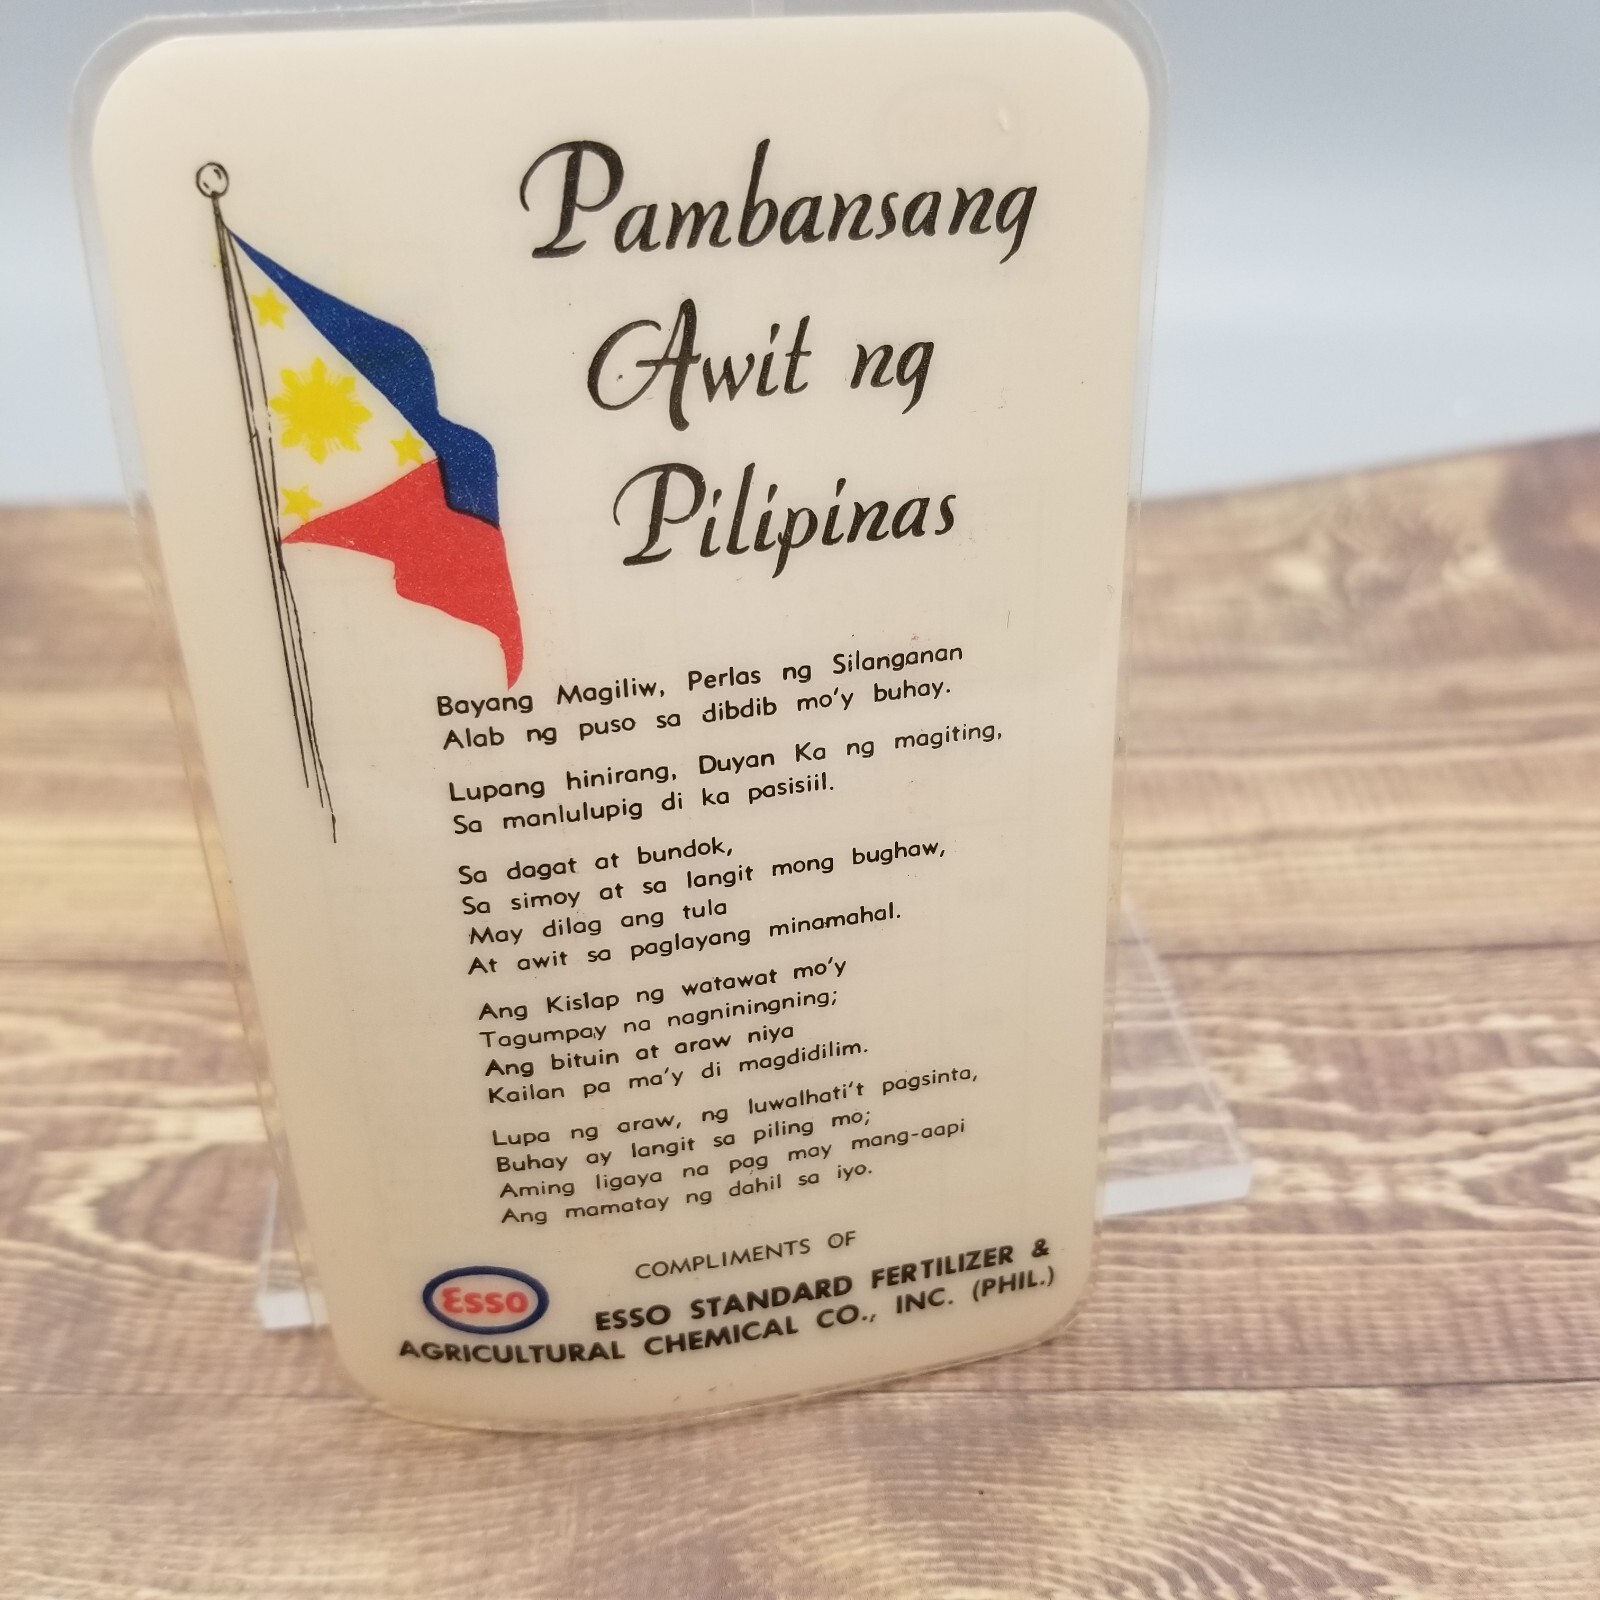 Pambansang
Awit ng
Pilipinas
Bayang Magiliw, Perlas ng Silanganan
Alab ng puso sa dibdib mo'y buhay.
Lupang hinirang, Duyan Ka ng magiting,
Sa manlulupig di ka pasisiil.
Sa dagat at bundok,
Sa simoy at sa langit mong bughaw,
May dilag ang tula
At awit sa paglayang minamahal.
Ang Kislap ng watawat mo'y
Tagumpay na nagniningning;
Ang bituin at araw niya
Kailan pa ma'y di magdidilim.
Lupa ng araw, ng luwalhati't pagsinta,
Buhay ay langit sa piling mo;
Aming ligaya na pag may mang-aapi
Ang mamatay ng dahil sa iyo.
COMPLIMENTS OF
Esso
ESSO STANDARD FERTILIZER &
AGRICULTURAL CHEMICAL CO., INC. (PHIL.)